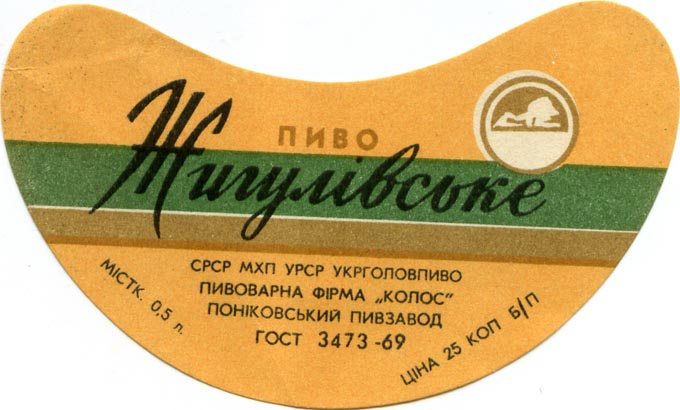 ПИВО
Жигулівське
СРСР МХП УРСР УКРГОЛОВПИВО
ПИВОВАРНА ФІРМА „КОЛОС"
ПОНІКОВСЬКИЙ ПИВЗАВОД
ГОСТ 3473-69
МІСТК. 0,5 л.
ЦІНА 25 КОП Б/П